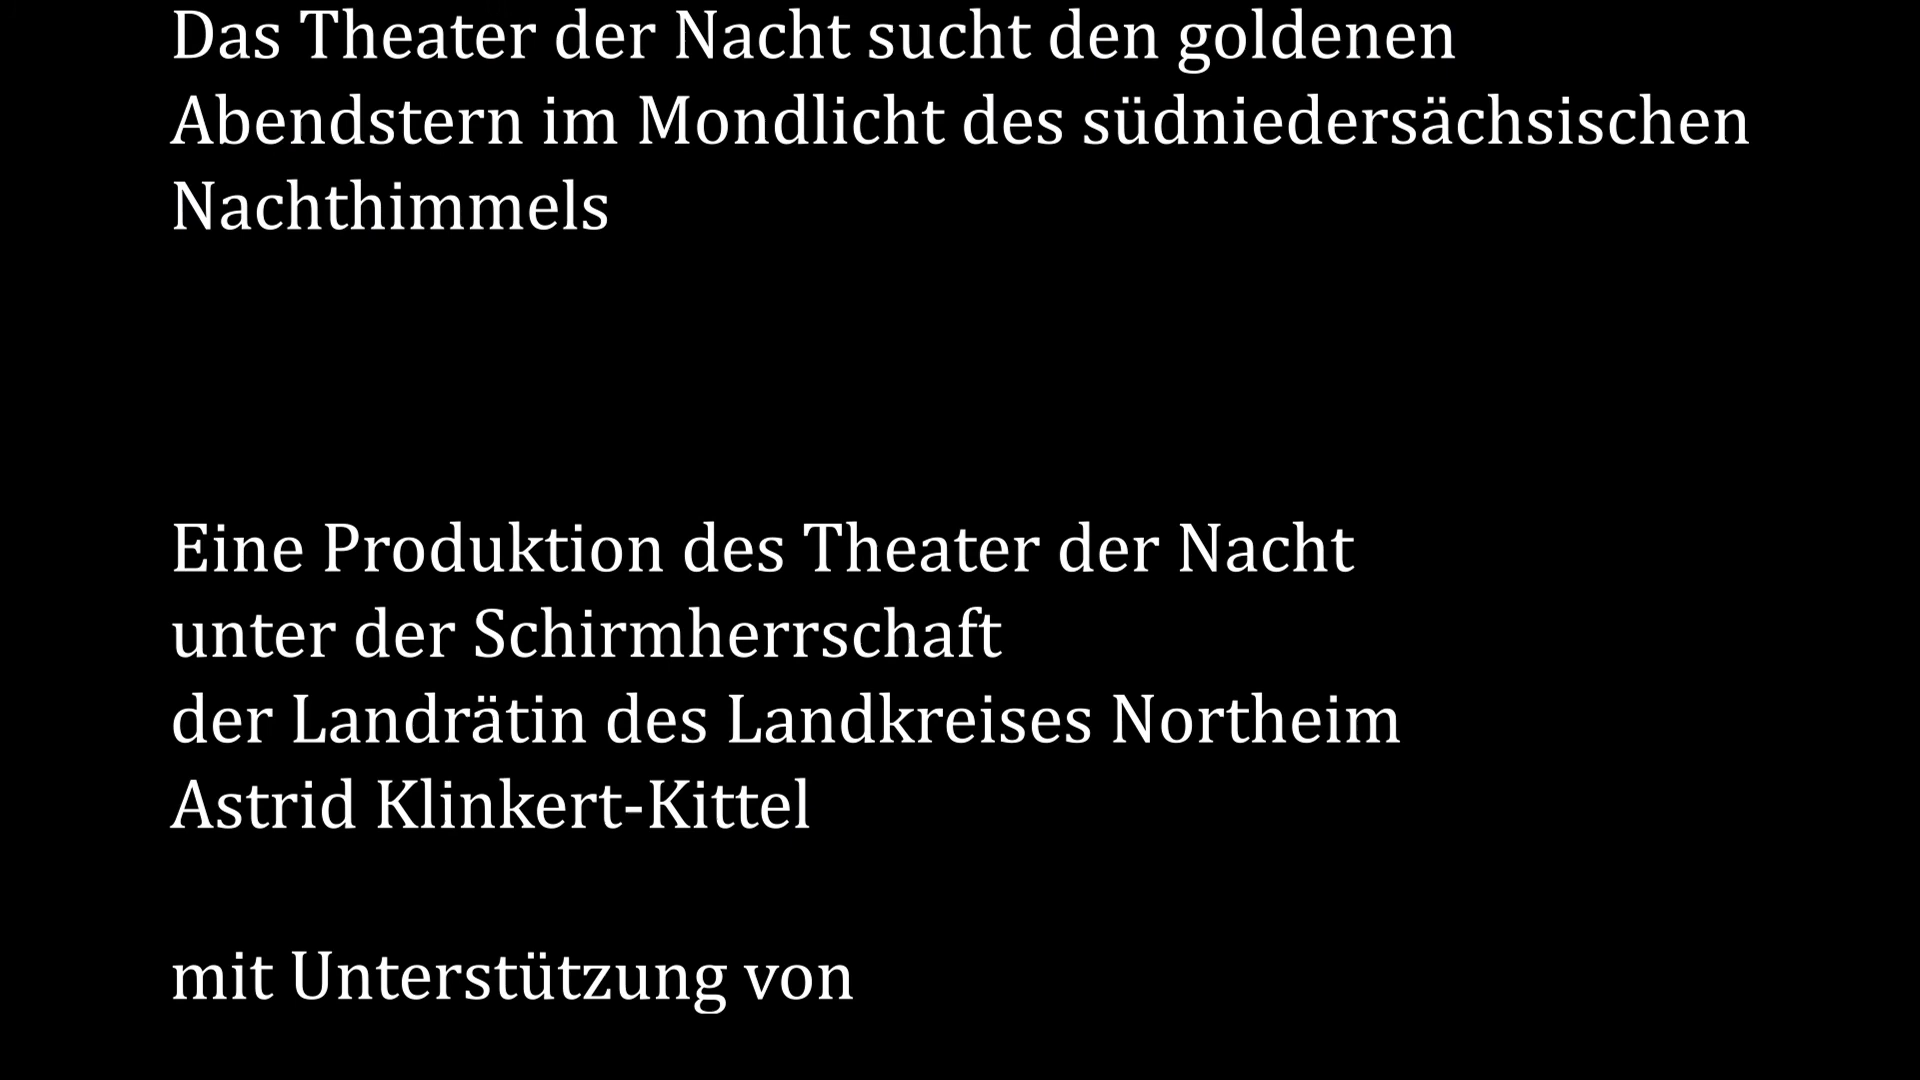 Das Theater der Nacht sucht den goldenen
Abendstern im Mondlicht des südniedersächsischen
Nachthimmels
Eine Produktion des Theater der Nacht
unter der Schirmherrschaft
der Landrätin des Landkreises Northeim
Astrid Klinkert-Kittel
mit Unterstützung von